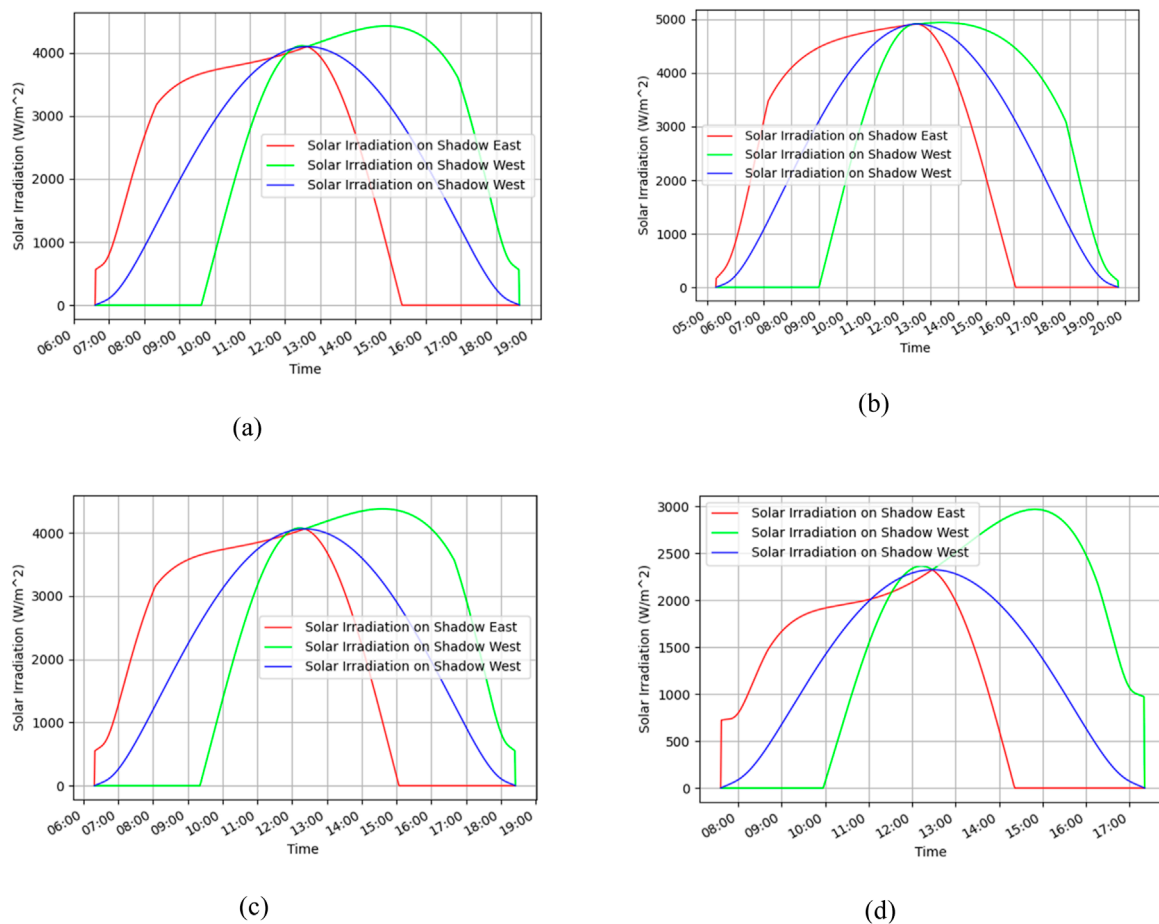 Solar Irradiation (W/m^2)
4000
3000
2000
1000
0
Solar Irradiation on Shadow East
Solar Irradiation on Shadow West
Solar Irradiation on Shadow West
06:00 07:00 08:00 09:00 10:00 11:00 12:00 13:00 14:00 15:00 16:00 17:00 18:00 19:00
Time
(a)
Solar Irradiation (W/m^2)
5000
4000
3000
2000
1000
0
Solar Irradiation on Shadow East
Solar Irradiation on Shadow West
Solar Irradiation on Shadow West
05:00 06:00 07:00 08:00 09:00 10:00 11:00 12:00 13:00 14:00 15:00 16:00 17:00 18:00 19:00 20:00
Time
(b)
Solar Irradiation (W/m^2)
4000
3000
2000
1000
0
Solar Irradiation on Shadow East
Solar Irradiation on Shadow West
Solar Irradiation on Shadow West
06:00 07:00 08:00 09:00 10:00 11:00 12:00 13:00 14:00 15:00 16:00 17:00 18:00 19:00
Time
(c)
Solar Irradiation (W/m^2)
3000
2500
2000
1500
1000
500
0
Solar Irradiation on Shadow East
Solar Irradiation on Shadow West
Solar Irradiation on Shadow West
08:00 09:00 10:00 11:00 12:00 13:00 14:00 15:00 16:00 17:00
Time
(d)